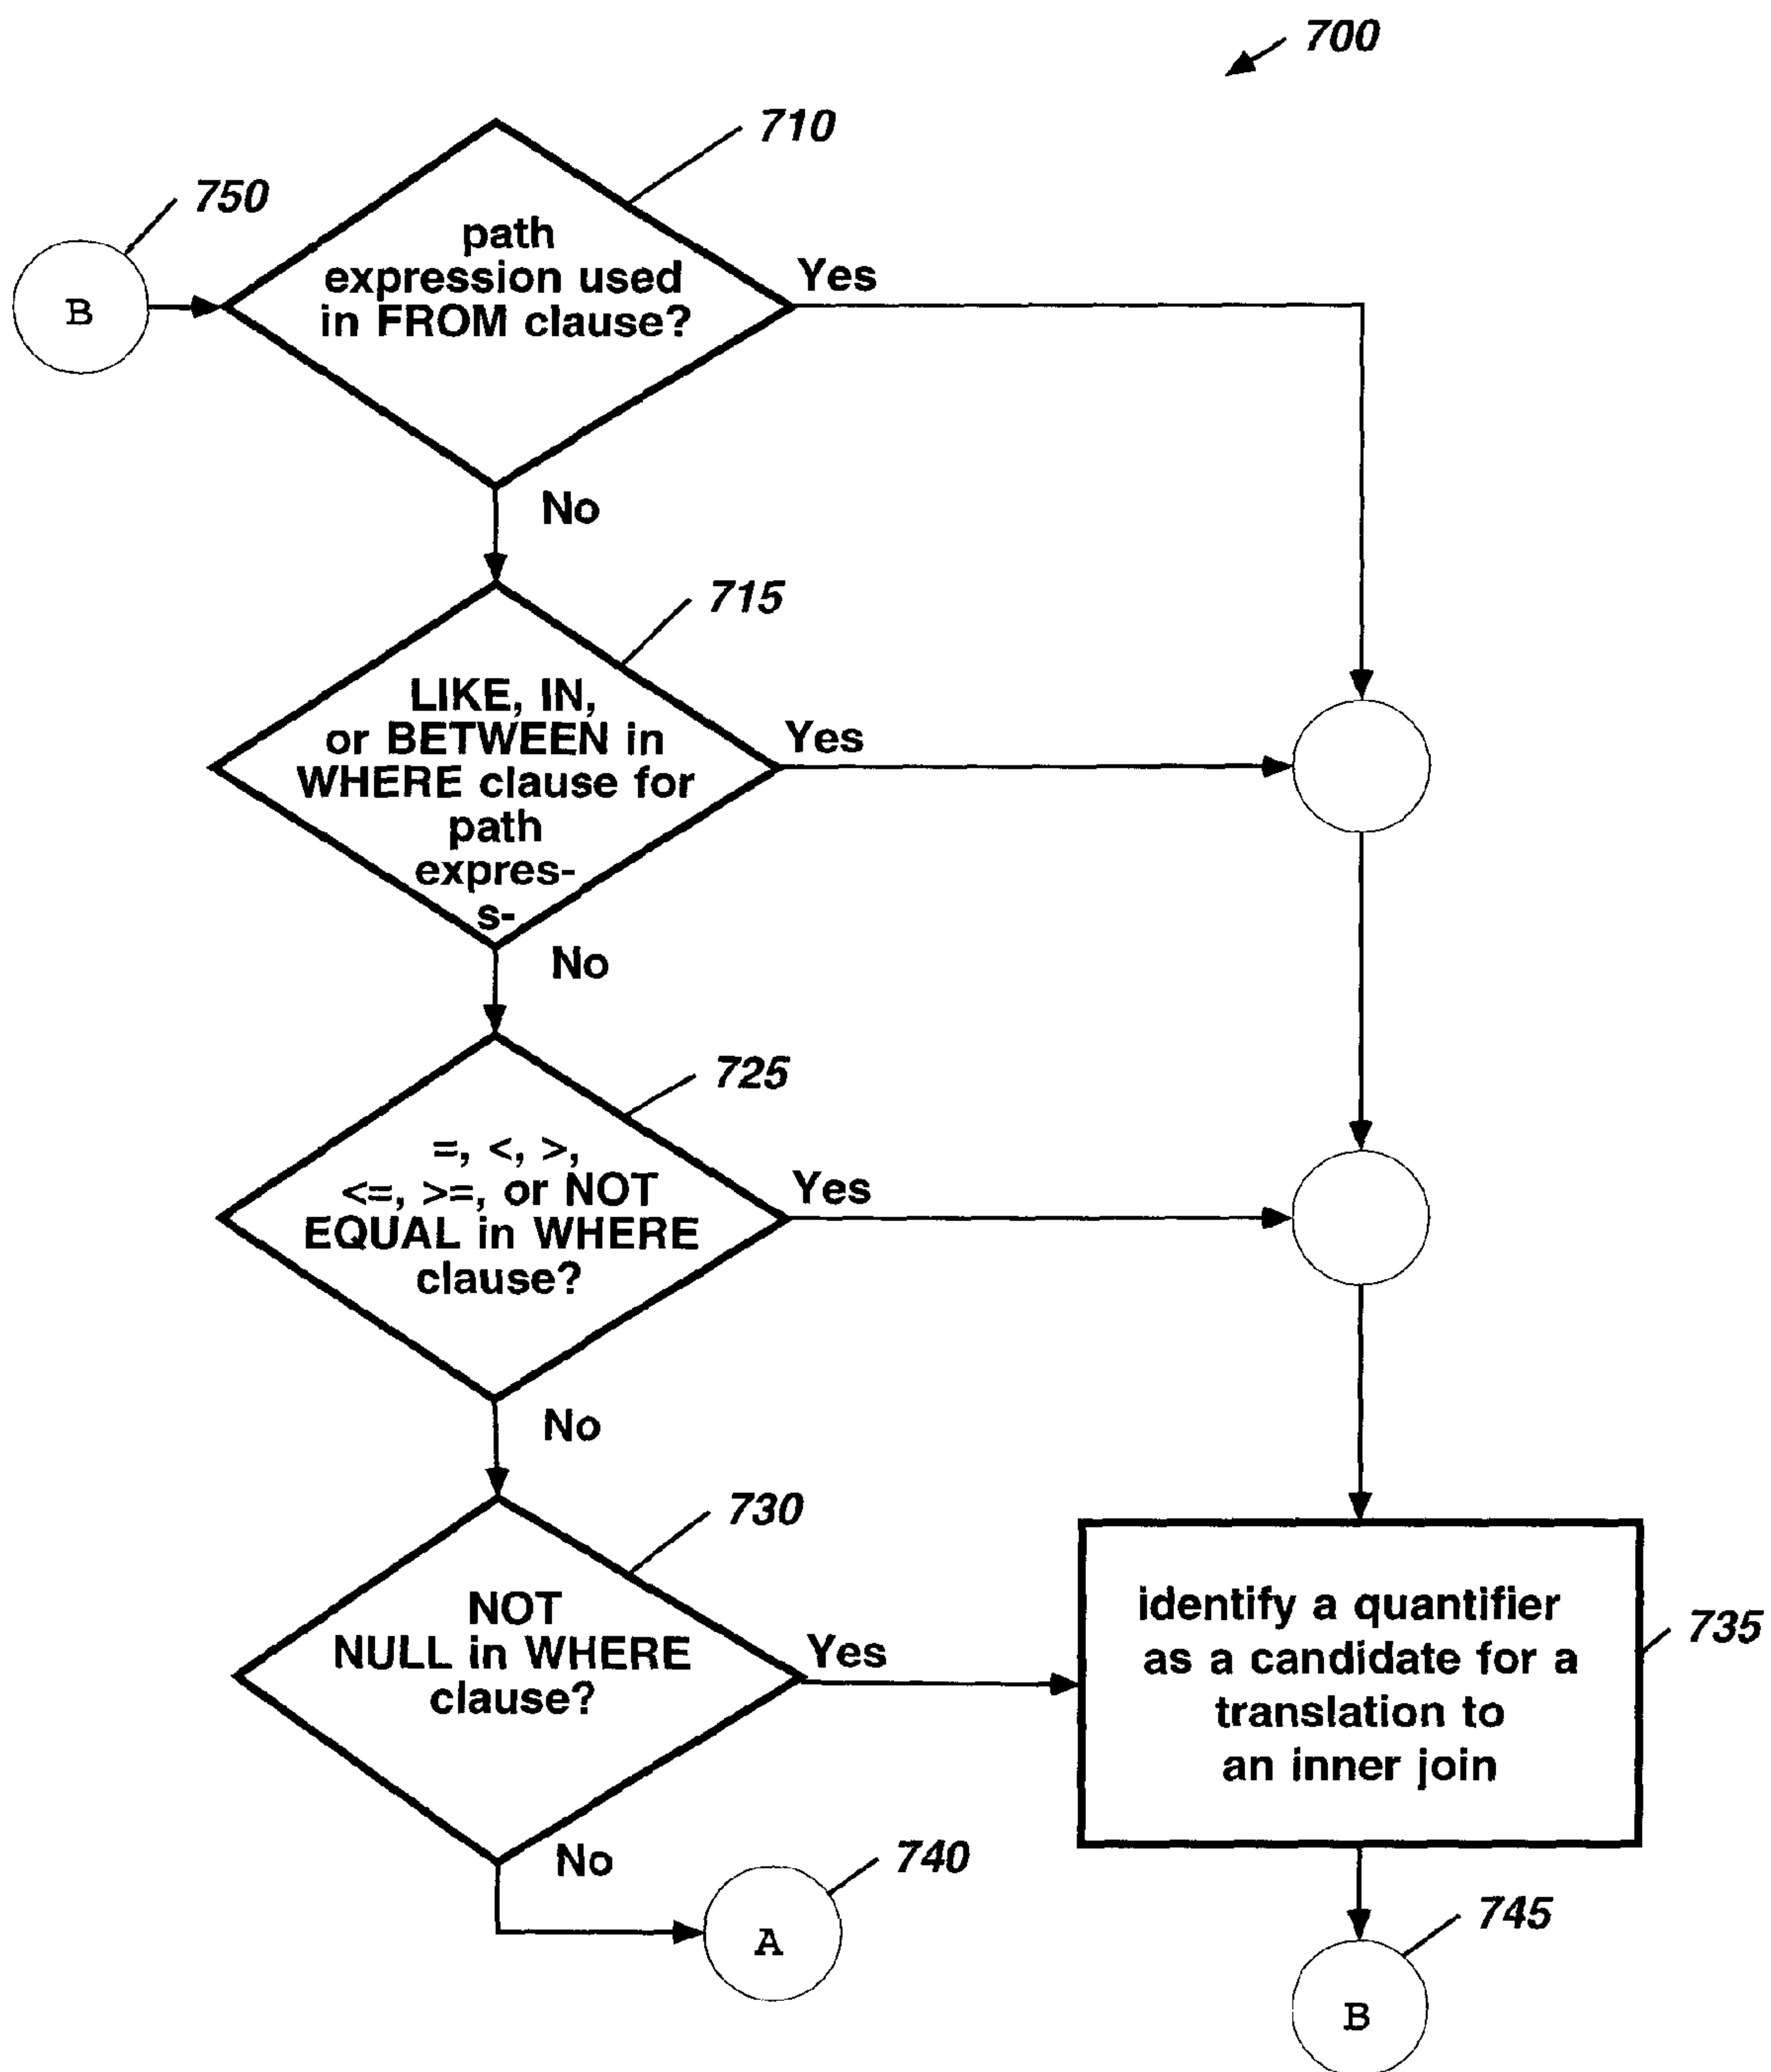 700
710
750
path
expression used
in FROM clause?
Yes
B
No
715
LIKE, IN,
or BETWEEN in
WHERE clause for
path
expres-
s-
Yes
No
725
=, <, >,
<=, >=, or NOT
EQUAL in WHERE
clause?
Yes
No
730
NOT
NULL in WHERE
clause?
Yes
identify a quantifier
as a candidate for a
translation to
an inner join
735
No
740
A
745
B